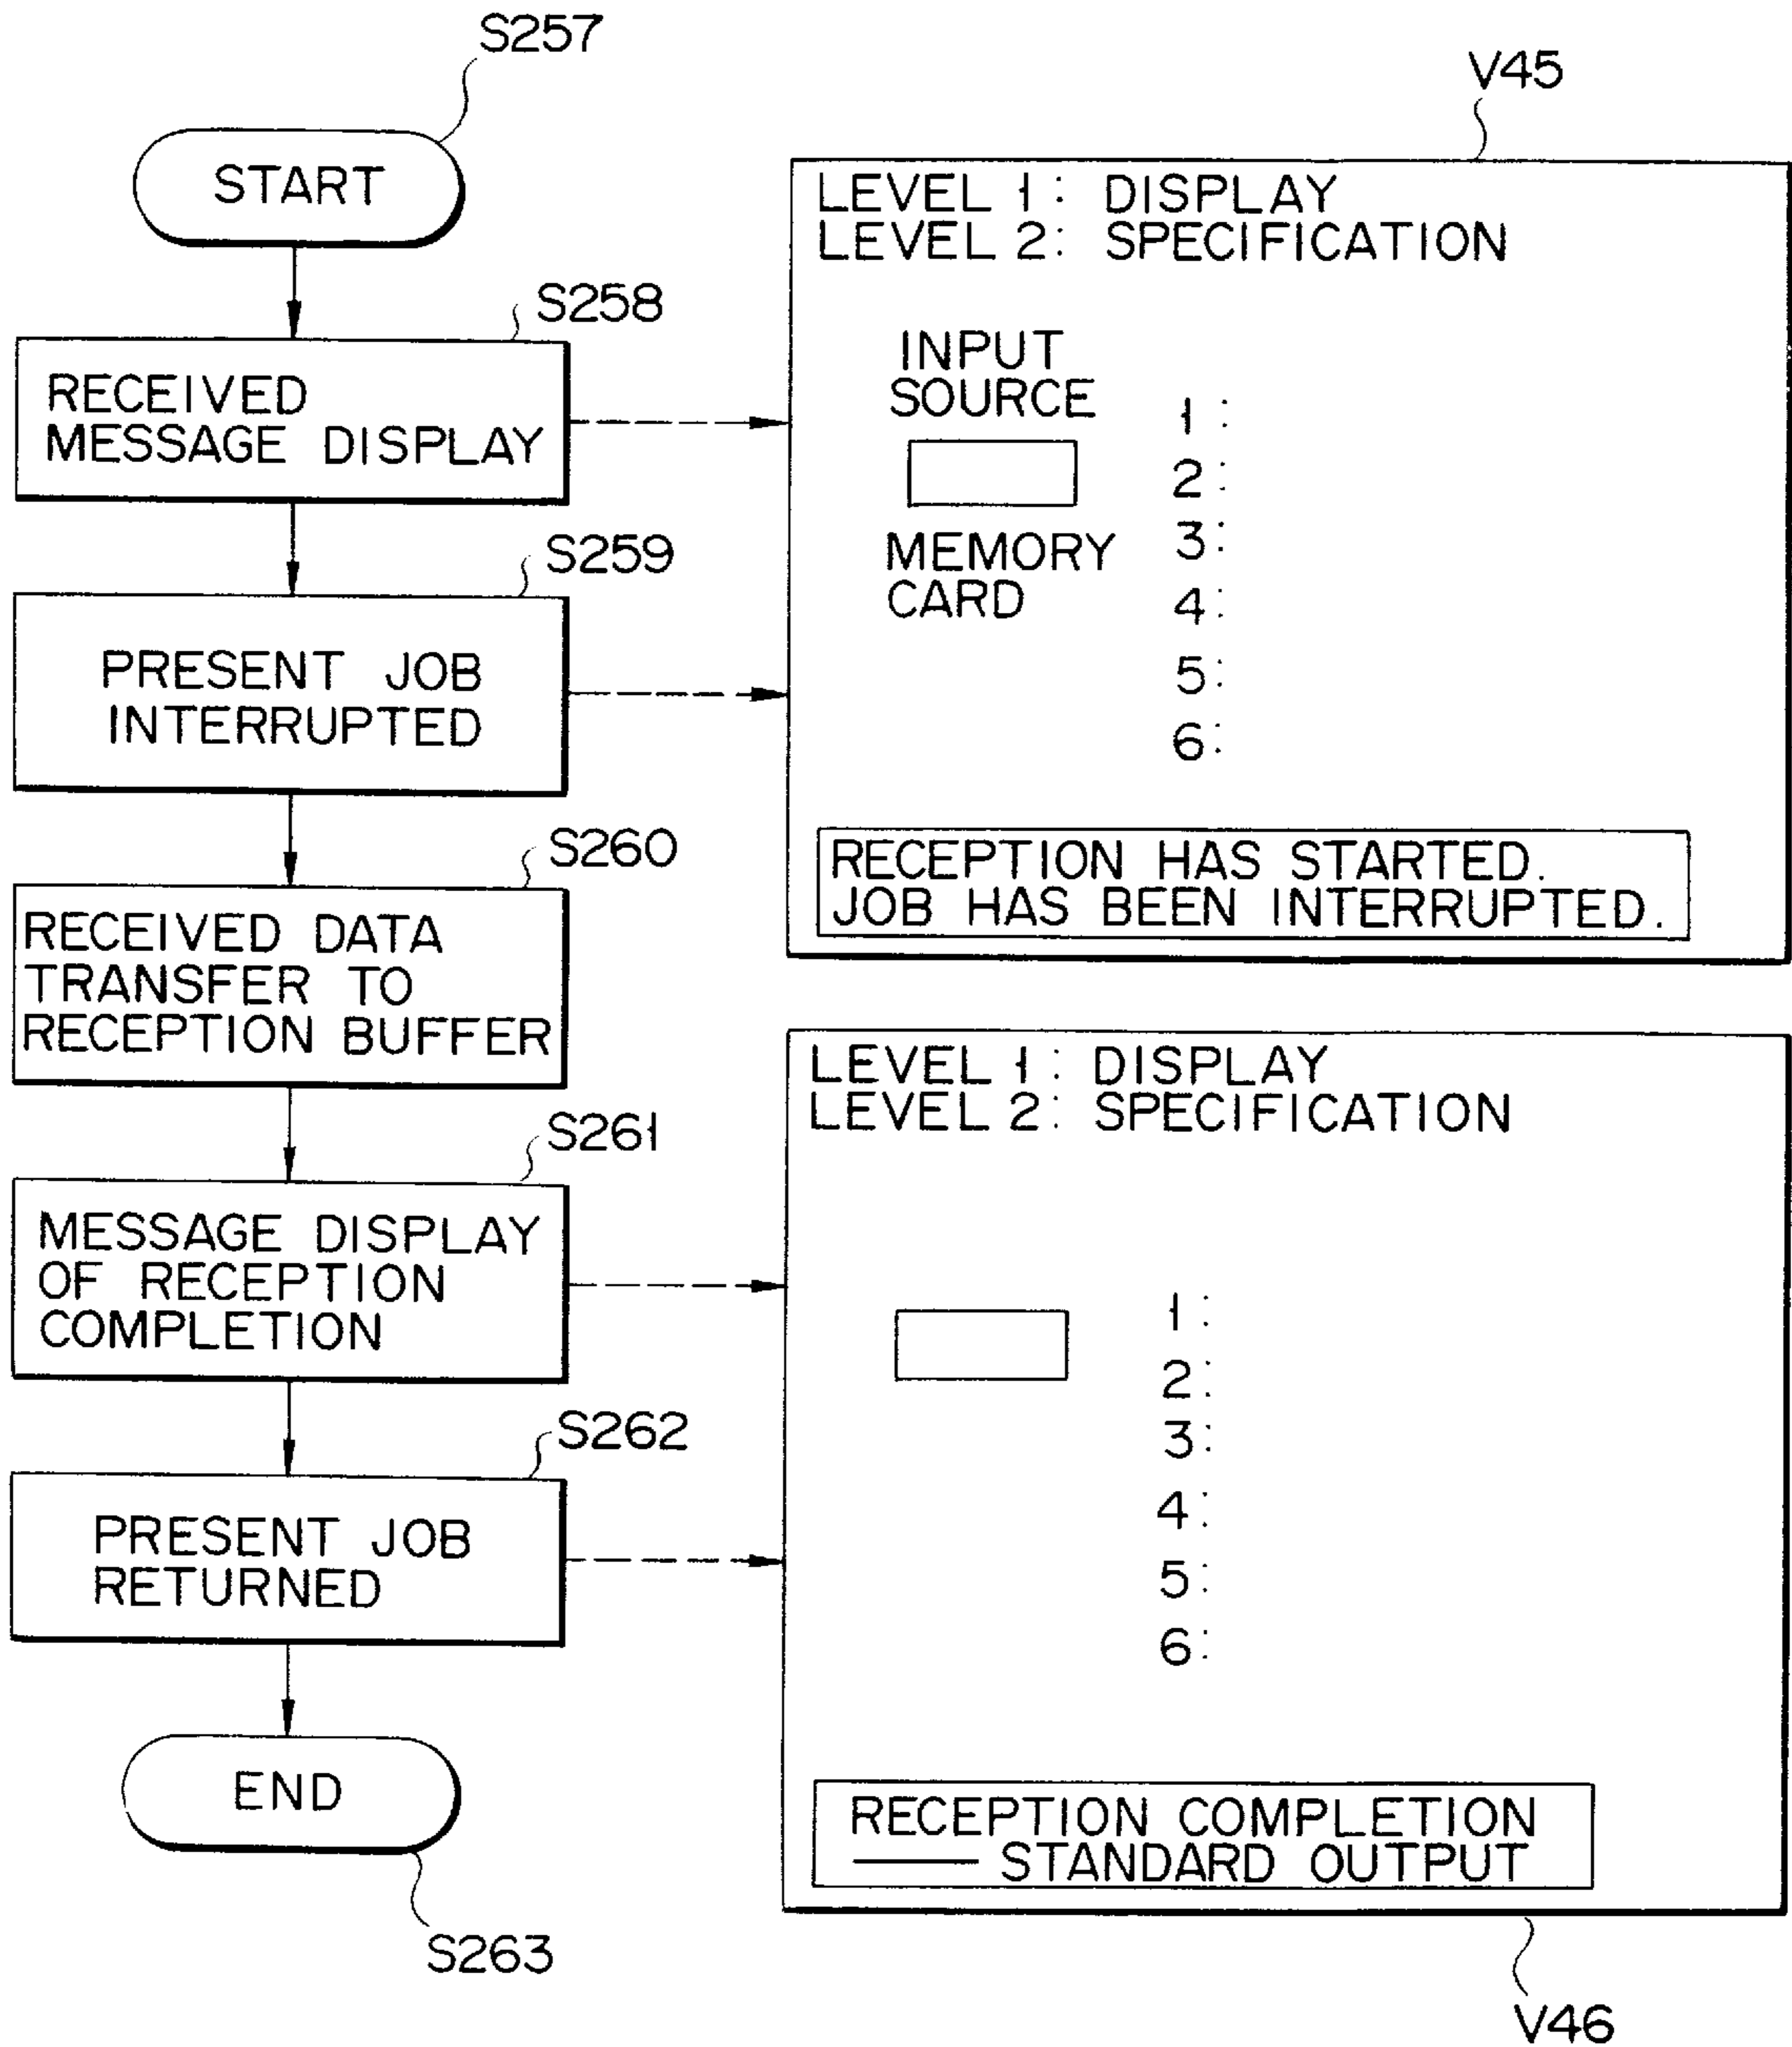 S257
START
S258
RECEIVED
MESSAGE DISPLAY
S259
PRESENT JOB
INTERRUPTED
S260
RECEIVED DATA
TRANSFER TO
RECEPTION BUFFER
S261
MESSAGE DISPLAY
OF RECEPTION
COMPLETION
S262
PRESENT JOB
RETURNED
END
S263
V45
LEVEL 1: DISPLAY
LEVEL 2: SPECIFICATION
INPUT
SOURCE
MEMORY
CARD
1:
2:
3:
4:
5:
6:
RECEPTION HAS STARTED.
JOB HAS BEEN INTERRUPTED.
LEVEL 1: DISPLAY
LEVEL 2: SPECIFICATION
1:
2:
3:
4:
5:
6:
RECEPTION COMPLETION
—— STANDARD OUTPUT
V46